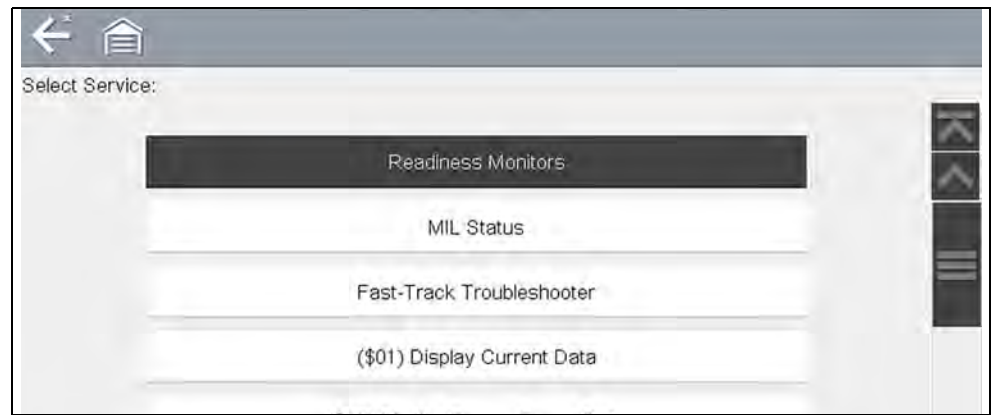 Select Service:
Readiness Monitors
MIL Status
Fast-Track Troubleshooter
($01) Display Current Data